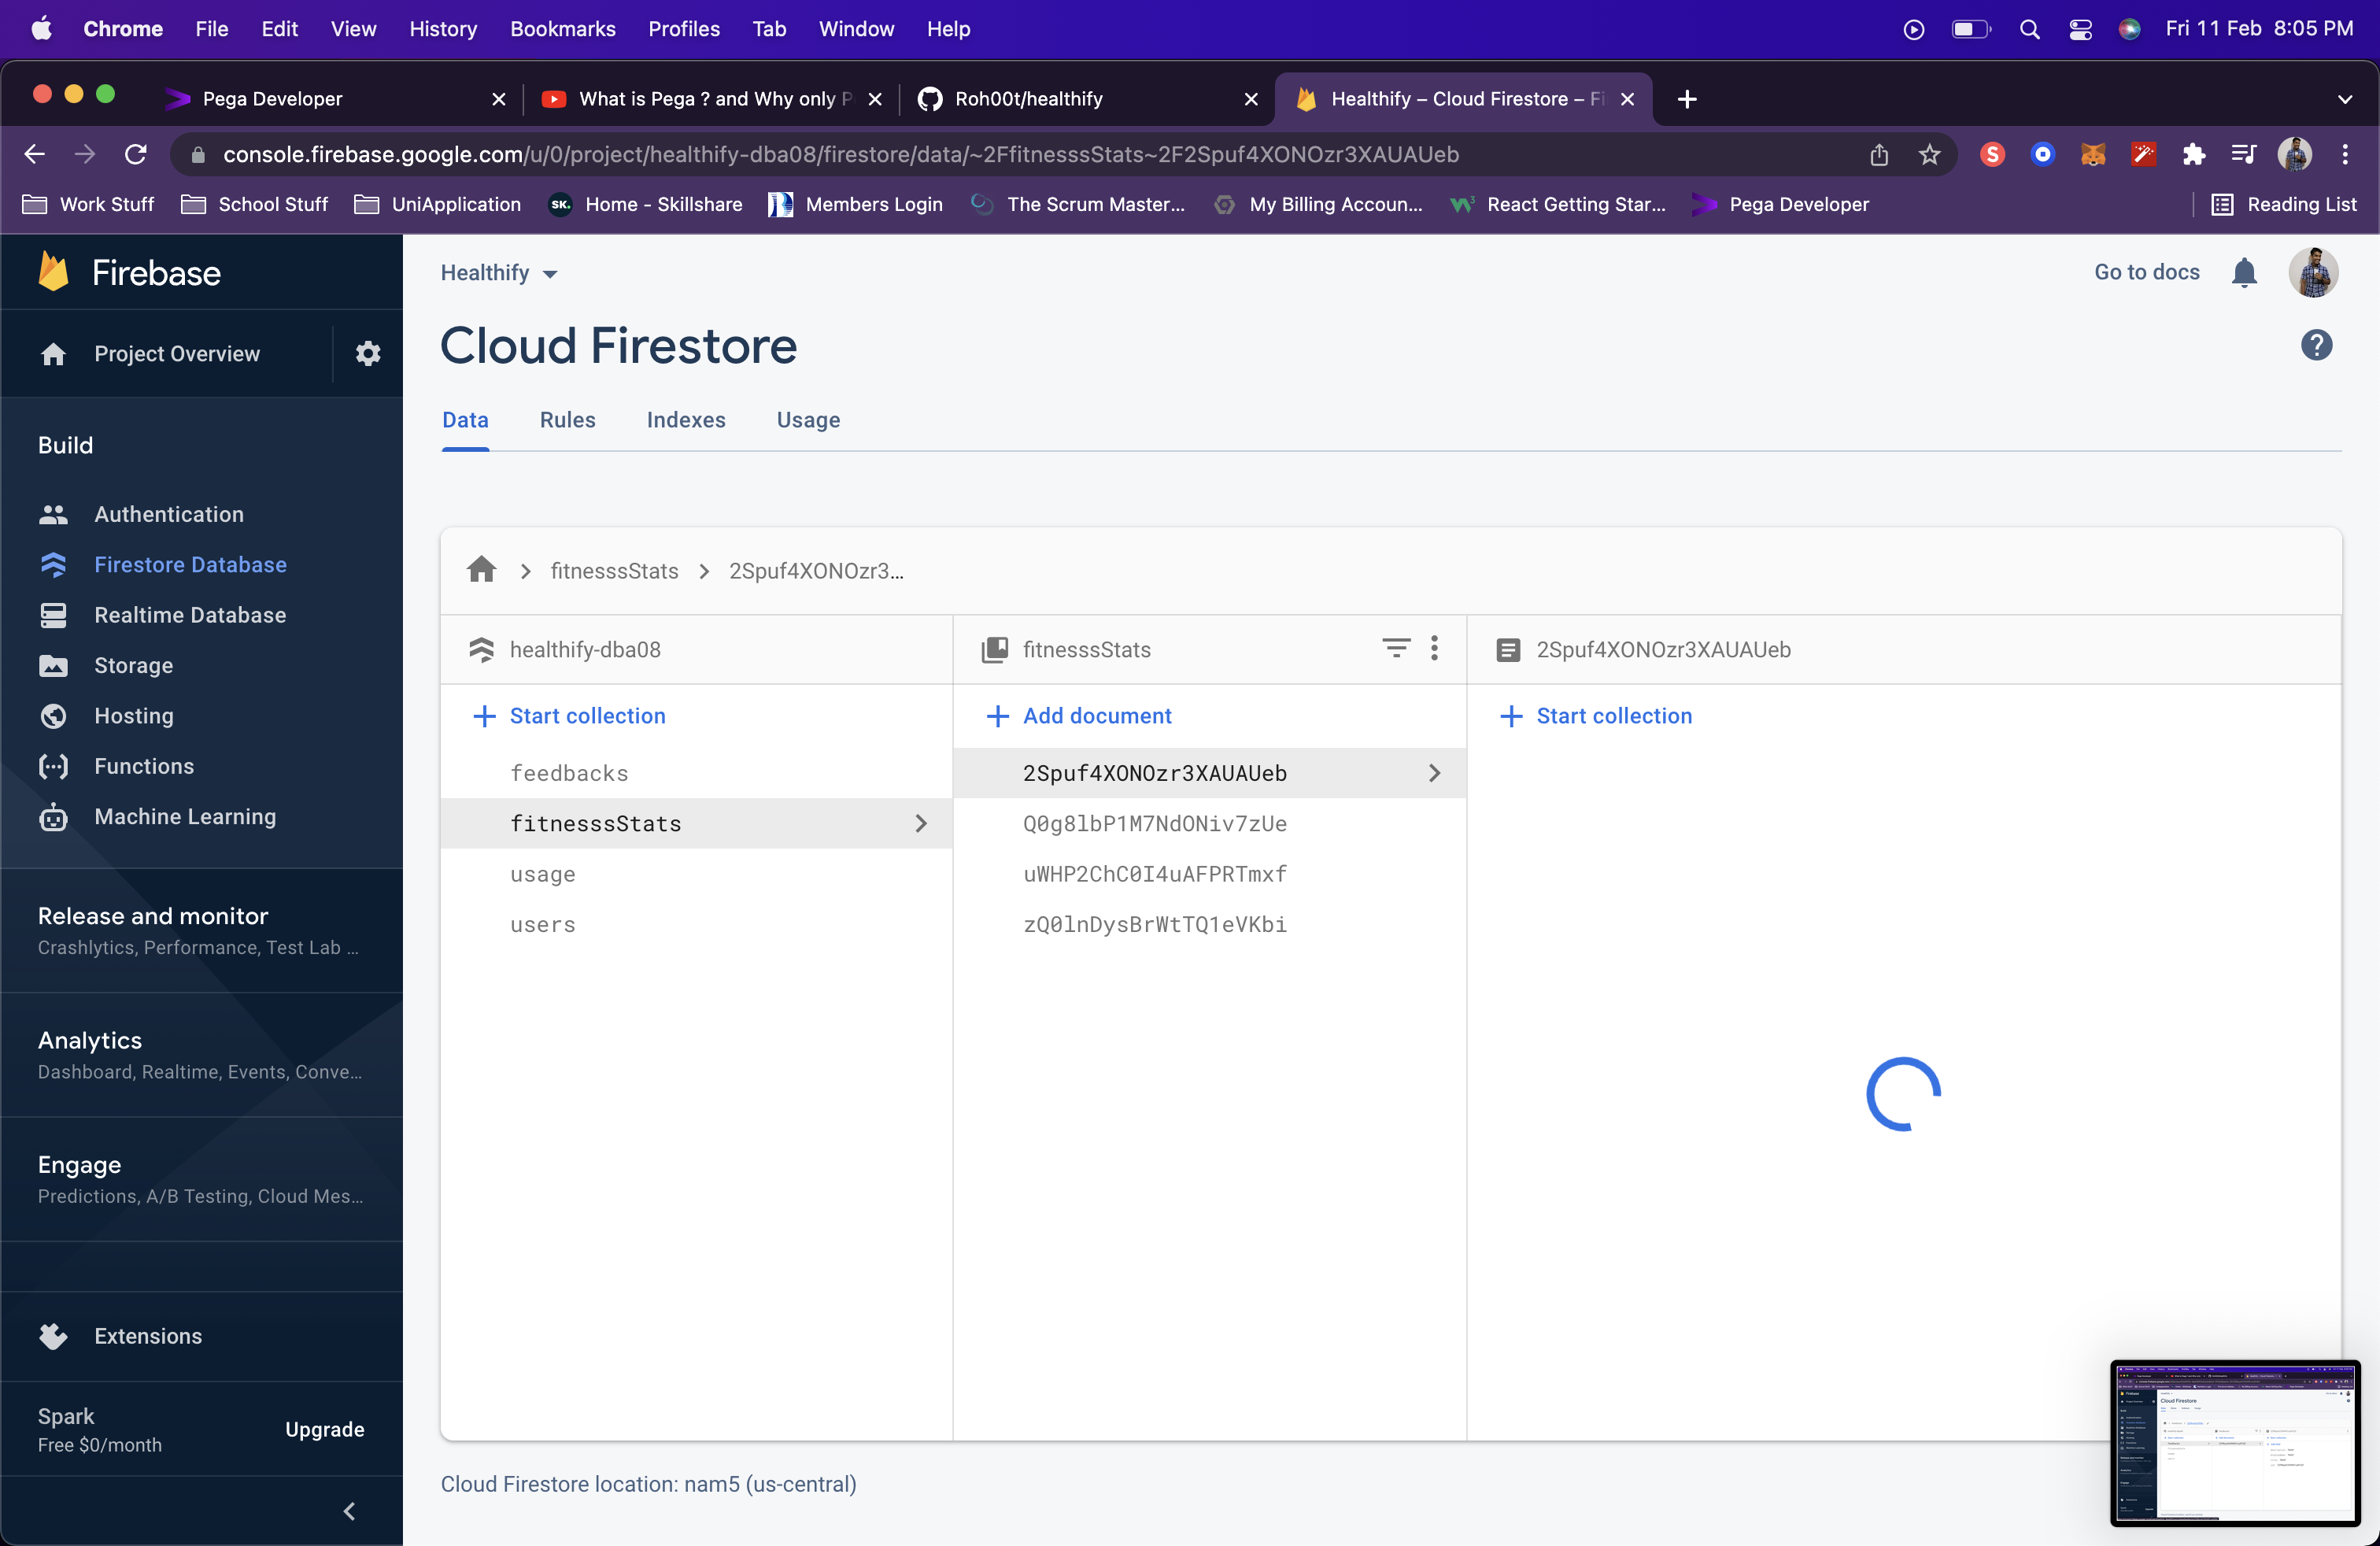 Chrome File Edit View History Bookmarks Profiles Tab Window Help Fri 11 Feb 8:05 PM
Pega Developer What is Pega ? and Why only P Roh00t/healthify Healthify – Cloud Firestore – Fi
console.firebase.google.com/u/0/project/healthify-dba08/firestore/data/~2FfitnesssStats~2F2Spuf4XONOzr3XAUAUeb
Work Stuff School Stuff UniApplication Home - Skillshare Members Login The Scrum Master... My Billing Accoun... React Getting Star... Pega Developer Reading List
Firebase
Project Overview
Build
Authentication
Firestore Database
Realtime Database
Storage
Hosting
Functions
Machine Learning
Release and monitor
Crashlytics, Performance, Test Lab ...
Analytics
Dashboard, Realtime, Events, Conve...
Engage
Predictions, A/B Testing, Cloud Mes...
Extensions
Spark
Free $0/month
Upgrade
Healthify
Go to docs
Cloud Firestore
Data Rules Indexes Usage
fitnesssStats 2Spuf4XONOzr3...
healthify-dba08
Start collection
feedbacks
fitnesssStats
usage
users
fitnesssStats
Add document
2Spuf4XONOzr3XAUAUeb
Q0g8lbP1M7NdONiv7zUe
uWHP2ChC0I4uAFPRTmxf
zQ0lnDysBrWtTQ1eVKbi
2Spuf4XONOzr3XAUAUeb
Start collection
Cloud Firestore location: nam5 (us-central)
Cloud Firestore